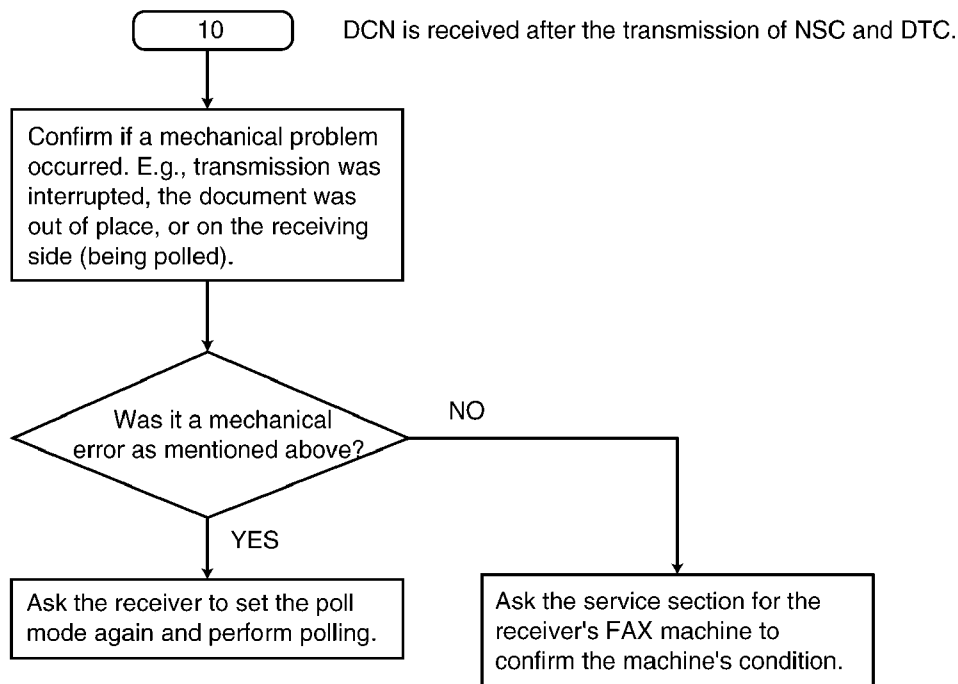 10
DCN is received after the transmission of NSC and DTC.
Confirm if a mechanical problem
occurred. E.g., transmission was
interrupted, the document was
out of place, or on the receiving
side (being polled).
Was it a mechanical
error as mentioned above?
NO
YES
Ask the receiver to set the poll
mode again and perform polling.
Ask the service section for the
receiver's FAX machine to
confirm the machine's condition.